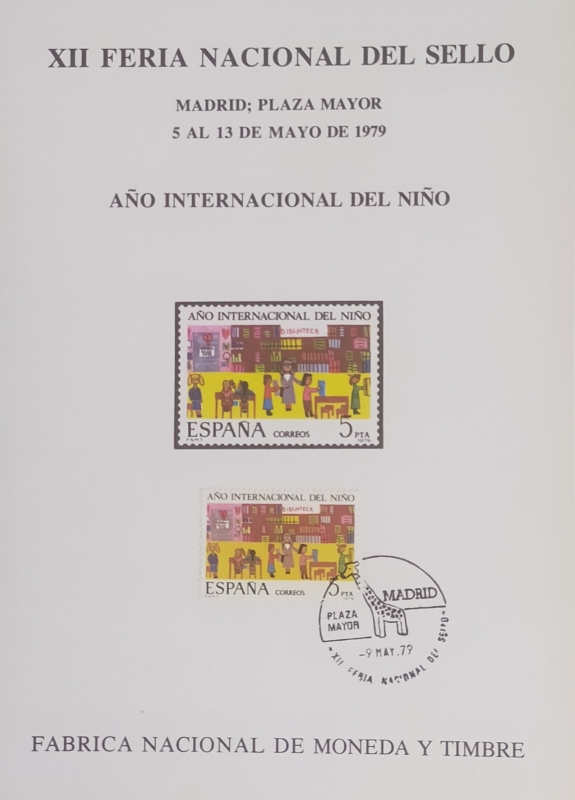 XII FERIA NACIONAL DEL SELLO
MADRID; PLAZA MAYOR
5 AL 13 DE MAYO DE 1979
AÑO INTERNACIONAL DEL NIÑO
AÑO INTERNACIONAL DEL NIÑO
BIBLIOTECA
ESPAÑA CORREOS 5 PTA
F.N.M.T. 1979
AÑO INTERNACIONAL DEL NIÑO
BIBLIOTECA
ESPAÑA CORREOS 5 PTA
MADRID
PLAZA
MAYOR
-9 MAY. 79
-XII FERIA NACIONAL DEL SELLO-
FABRICA NACIONAL DE MONEDA Y TIMBRE